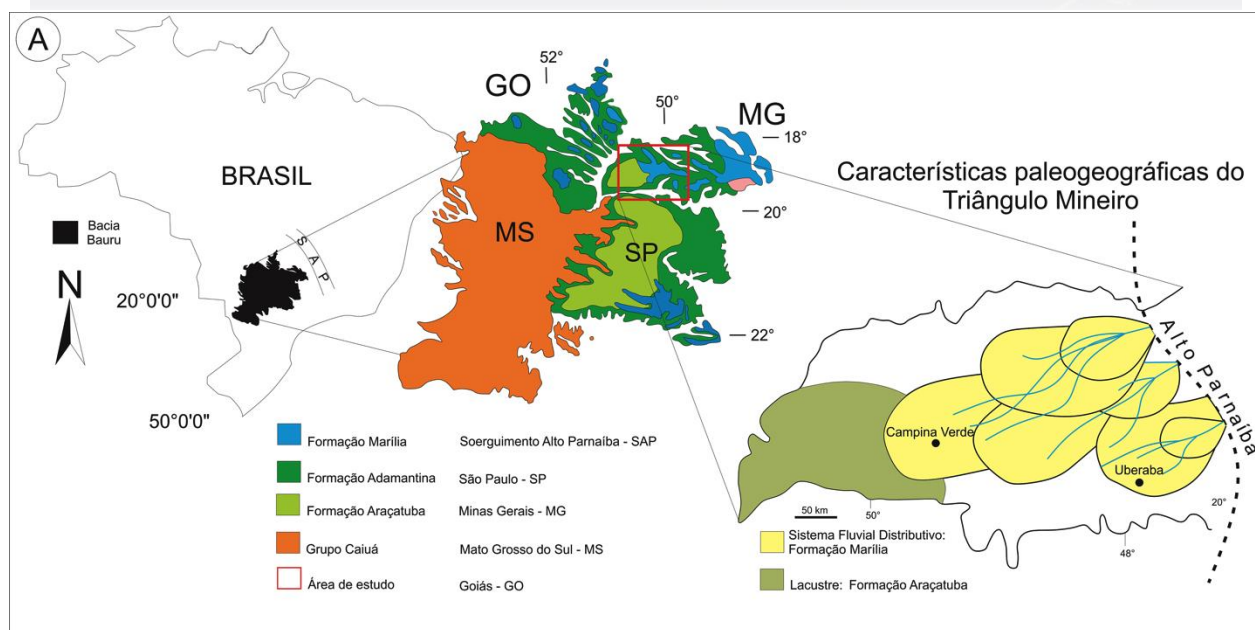 A
52°
GO
50°
MG
18°
BRASIL
Características paleogeográficas do
Triângulo Mineiro
20°
Bacia
Bauru
SAP
MS
SP
N
20°0'0"
22°
Alto Parnaíba
50°0'0"
Formação Marília
Soerguimento Alto Parnaíba - SAP
Campina Verde
Formação Adamantina
São Paulo - SP
Uberaba
Formação Araçatuba
Minas Gerais - MG
50 km
50°
20°
Grupo Caiuá
Mato Grosso do Sul - MS
Sistema Fluvial Distributivo:
Formação Marília
48°
Área de estudo
Goiás - GO
Lacustre: Formação Araçatuba